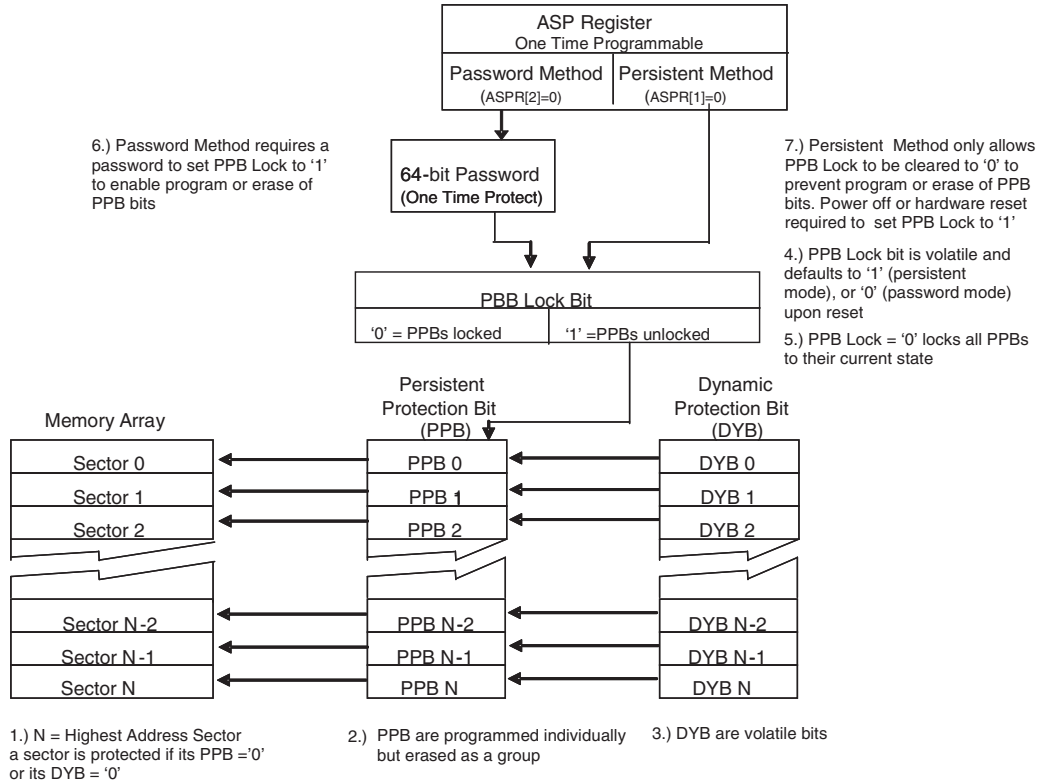 ASP Register
One Time Programmable
Password Method
(ASPR[2]=0)
Persistent Method
(ASPR[1]=0)
6.) Password Method requires a
password to set PPB Lock to ‘1’
to enable program or erase of
PPB bits
64-bit Password
(One Time Protect)
7.) Persistent Method only allows
PPB Lock to be cleared to ‘0’ to
prevent program or erase of PPB
bits. Power off or hardware reset
required to set PPB Lock to ‘1’
4.) PPB Lock bit is volatile and
defaults to ‘1’ (persistent
mode), or ‘0’ (password mode)
upon reset
5.) PPB Lock = ‘0’ locks all PPBs
to their current state
PBB Lock Bit
‘0’ = PPBs locked
‘1’ =PPBs unlocked
Memory Array
Persistent
Protection Bit
(PPB)
Dynamic
Protection Bit
(DYB)
Sector 0
PPB 0
DYB 0
Sector 1
PPB 1
DYB 1
Sector 2
PPB 2
DYB 2
Sector N-2
PPB N-2
DYB N-2
Sector N-1
PPB N-1
DYB N-1
Sector N
PPB N
DYB N
1.) N = Highest Address Sector
a sector is protected if its PPB =‘0’
or its DYB = ‘0’
2.) PPB are programmed individually
but erased as a group
3.) DYB are volatile bits